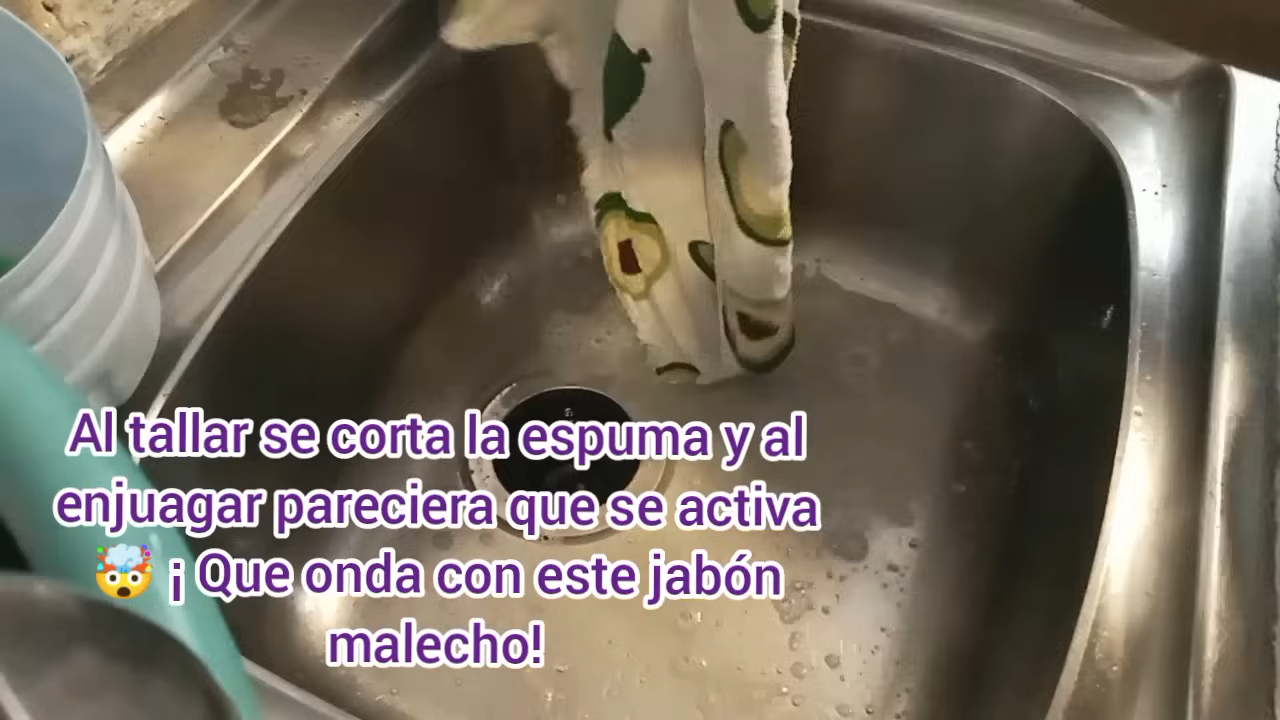 Al tallar se corta la espuma y al
enjuagar pareciera que se activa
🤯 ¡ Que onda con este jabón
malecho!